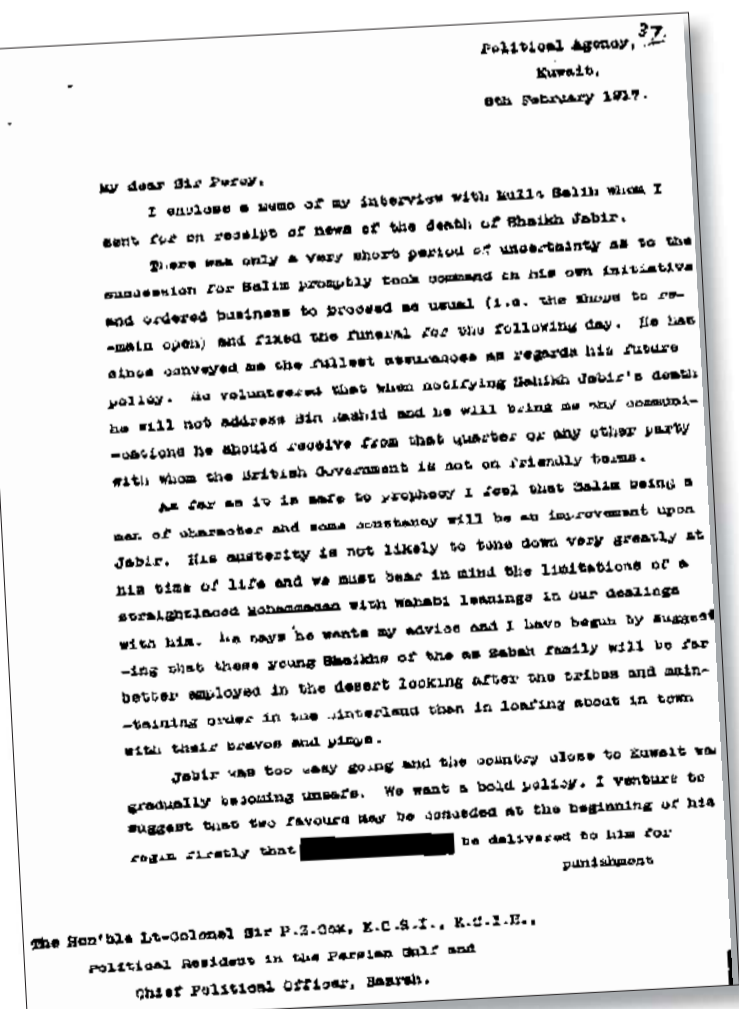 37.
Political Agency,
Kuwait,
8th February 1917.
My dear Sir Percy,
I enclose a memo of my interview with Mulla Salih whom I
sent for on receipt of news of the death of Shaikh Jabir.
There was only a very short period of uncertainty as to the
succession for Salim promptly took command on his own initiative
and ordered business to proceed as usual (i.e. the shops to re-
-main open) and fixed the funeral for the following day. He has
since conveyed me the fullest assurances as regards his future
policy. He volunteered that when notifying Sahikh Jabir's death
he will not address Bin Rashid and he will bring me any communi-
-cations he should receive from that quarter or any other party
with whom the British Government is not on friendly terms.
As far as it is safe to prophecy I feel that Salim being a
man of character and some constancy will be an improvement upon
Jabir. His austerity is not likely to tone down very greatly at
his time of life and we must bear in mind the limitations of a
straightlaced Mohammadan with Wahabi leanings in our dealings
with him. He says he wants my advice and I have begun by suggest
-ing that these young Shaikhs of the as Sabah family will be far
better employed in the desert looking after the tribes and main-
-taining order in the hinterland than in loafing about in town
with their bravos and pimps.
Jabir was too easy going and the country close to Kuwait was
gradually becoming unsafe. We want a bold policy. I venture to
suggest that two favours may be conceded at the beginning of his
regin firstly that be delivered to him for
punishment
The Hon'ble Lt-Colonel Sir P.Z.Cox, K.C.S.I., K.C.I.E.,
Political Resident in the Persian Gulf and
Chief Political Officer, Basrah.